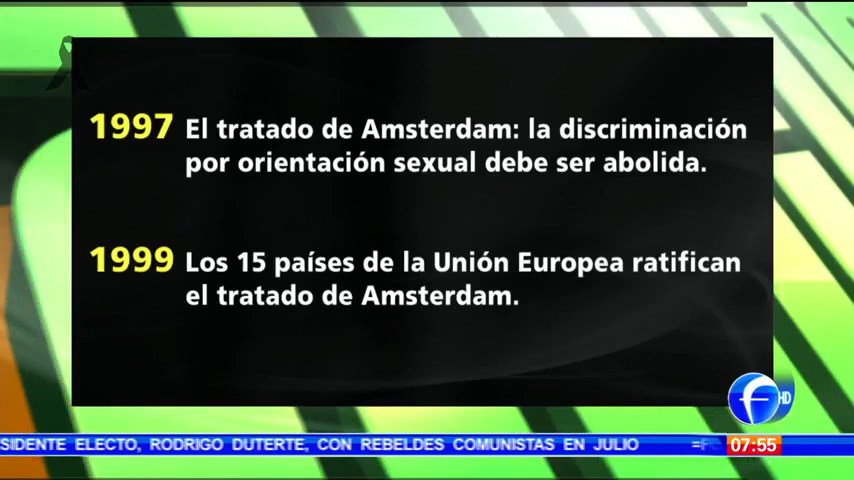 1997 El tratado de Amsterdam: la discriminación
por orientación sexual debe ser abolida.
1999 Los 15 países de la Unión Europea ratifican
el tratado de Amsterdam.
HD
SIDENTE ELECTO, RODRIGO DUTERTE, CON REBELDES COMUNISTAS EN JULIO
07:55